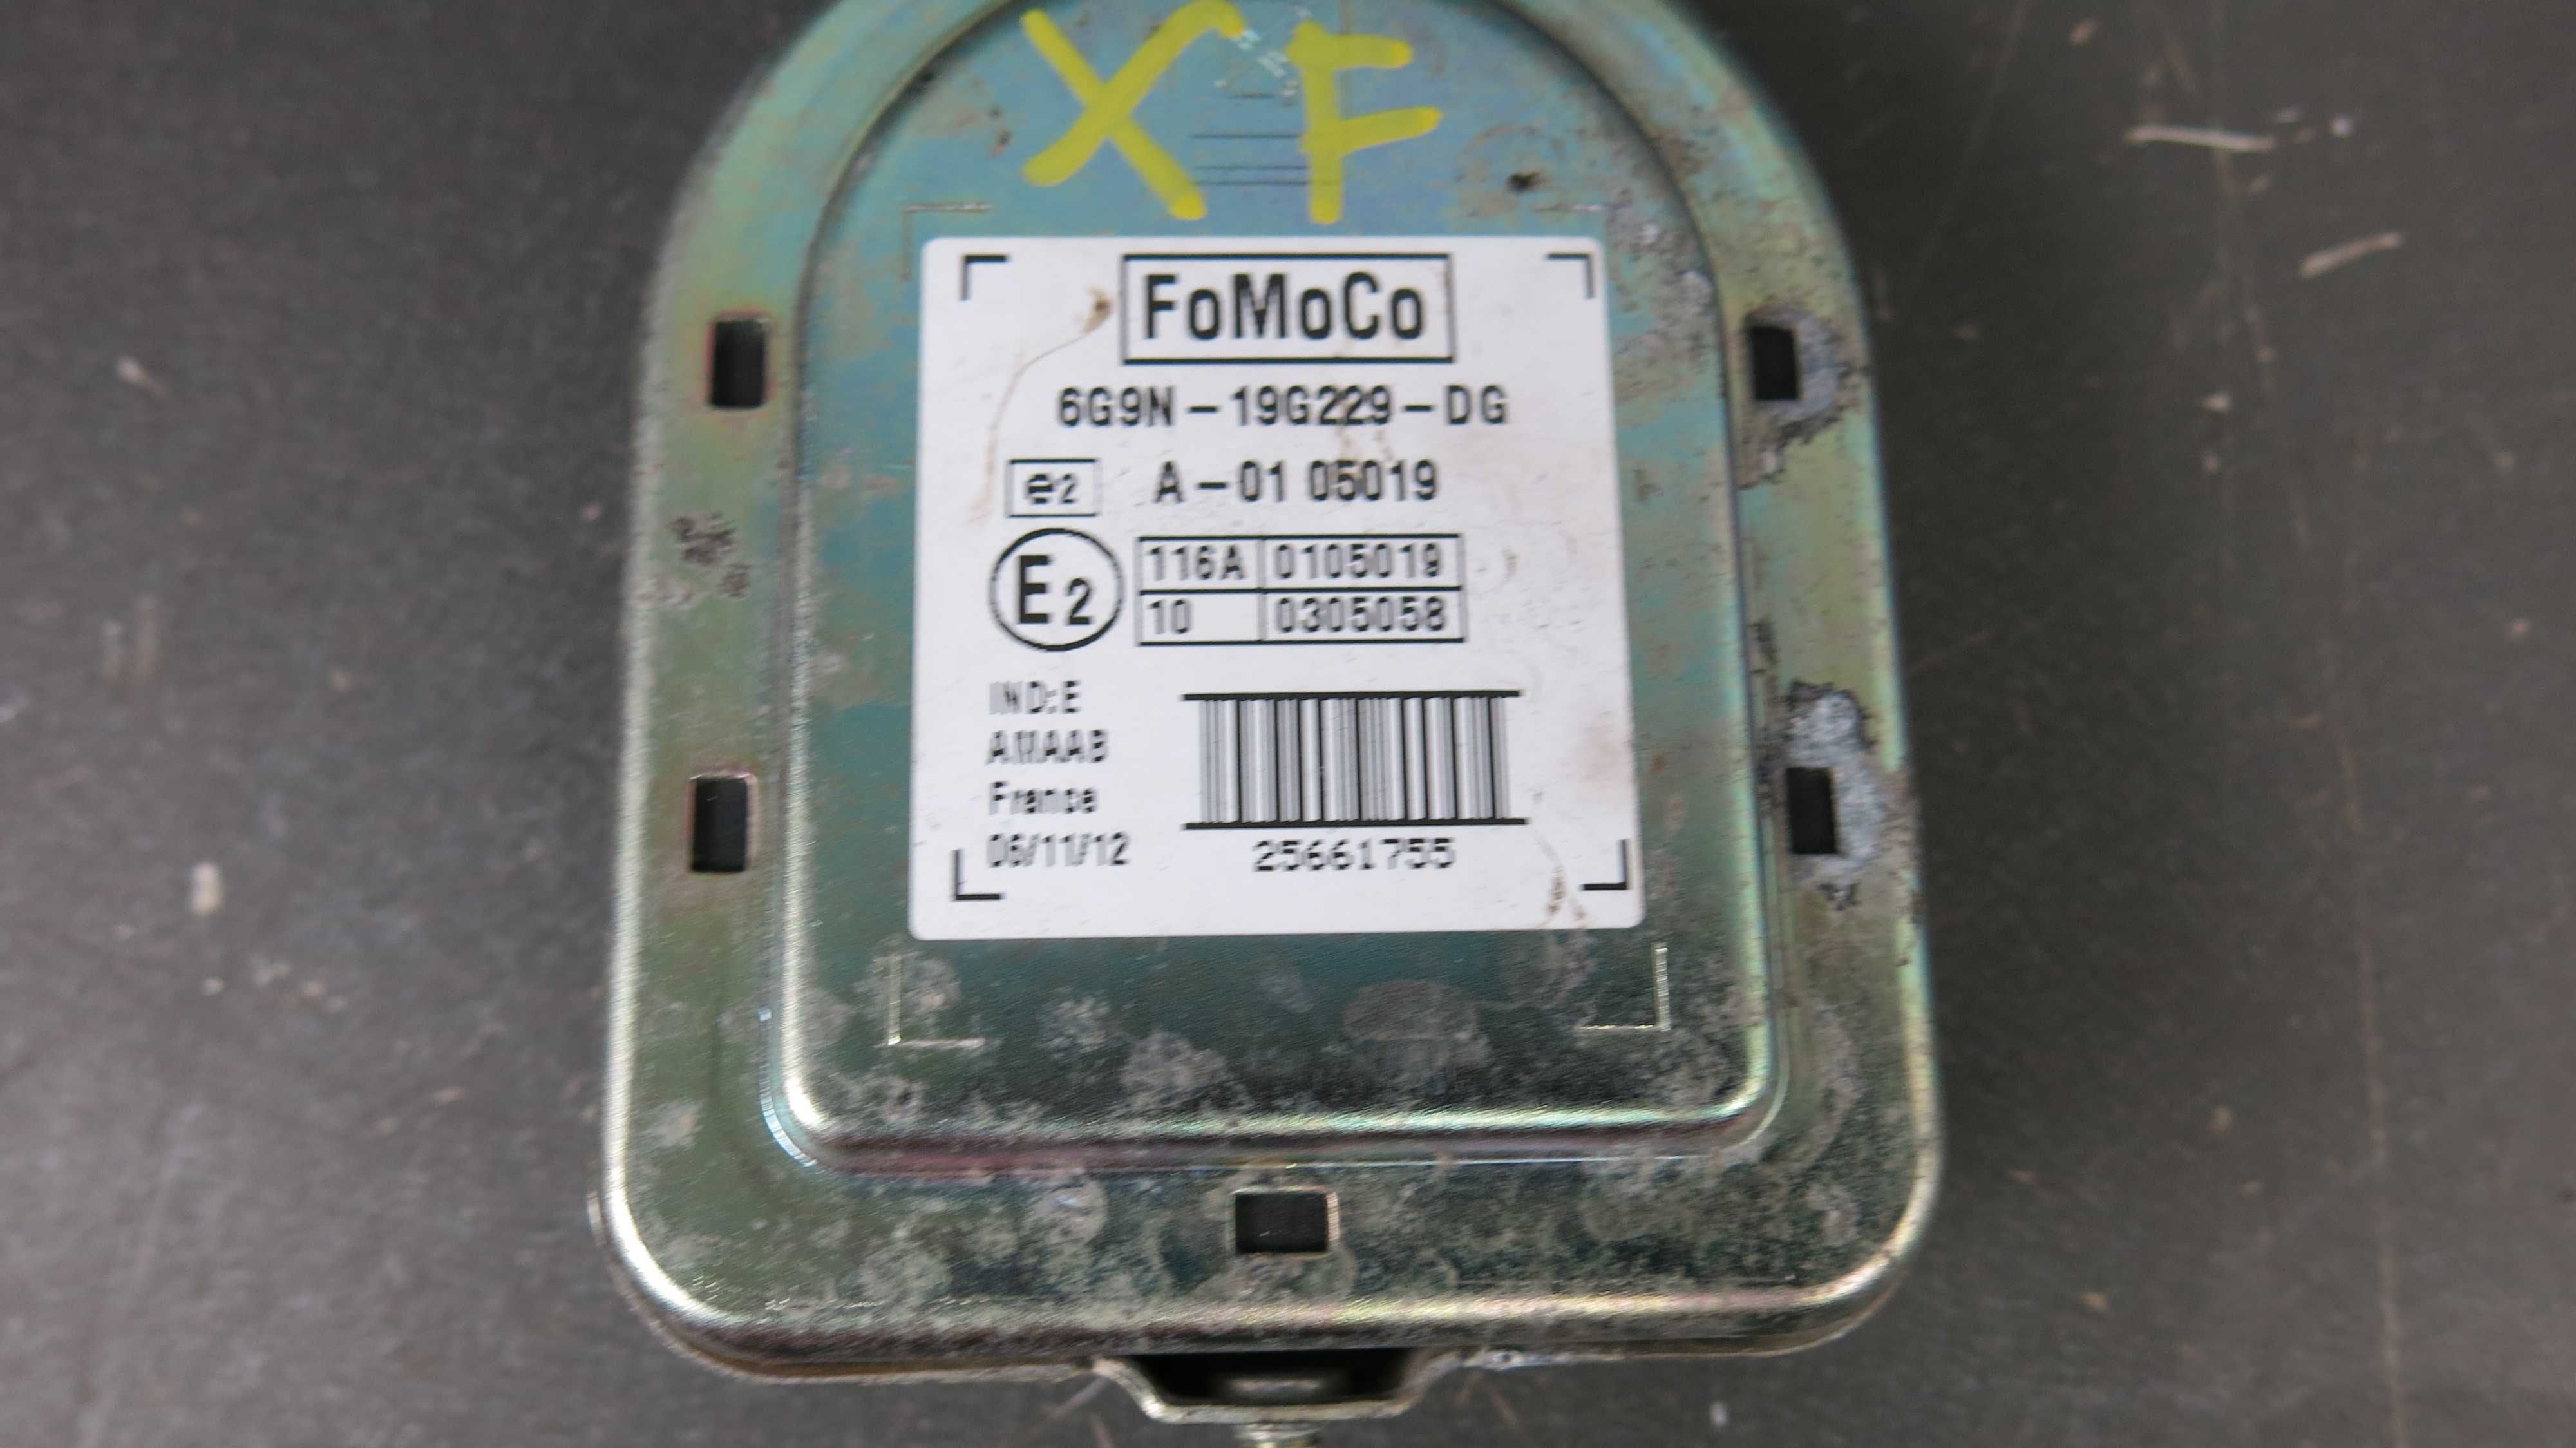 XF
FoMoCo
6G9N-19G229-DG
e2 A-01 05019
E2 116A 0105019
10 0305058
IND:E
AMAAB
France
06/11/12
25661755